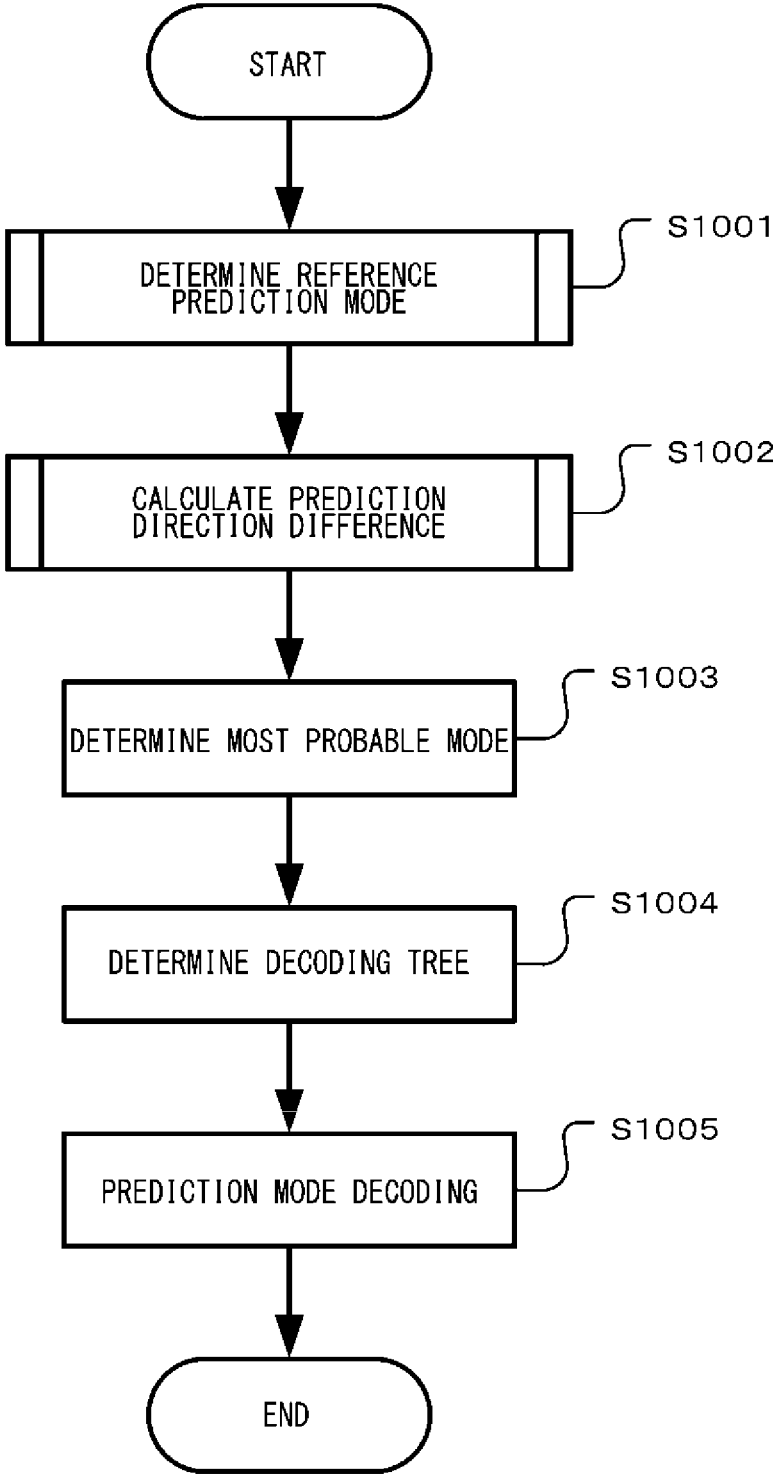 START
S1001
DETERMINE REFERENCE
PREDICTION MODE
S1002
CALCULATE PREDICTION
DIRECTION DIFFERENCE
S1003
DETERMINE MOST PROBABLE MODE
S1004
DETERMINE DECODING TREE
S1005
PREDICTION MODE DECODING
END